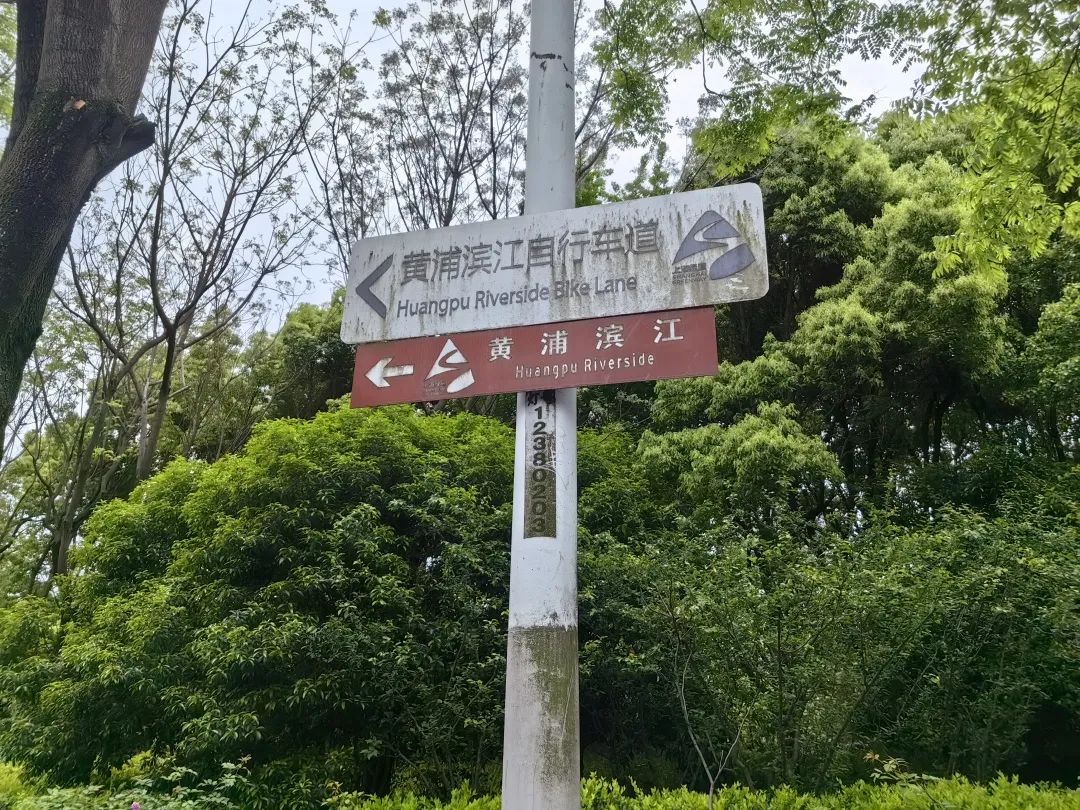 黄浦滨江自行车道
Huangpu Riverside Bike Lane
黄浦滨江
Huangpu Riverside
灯
12380203